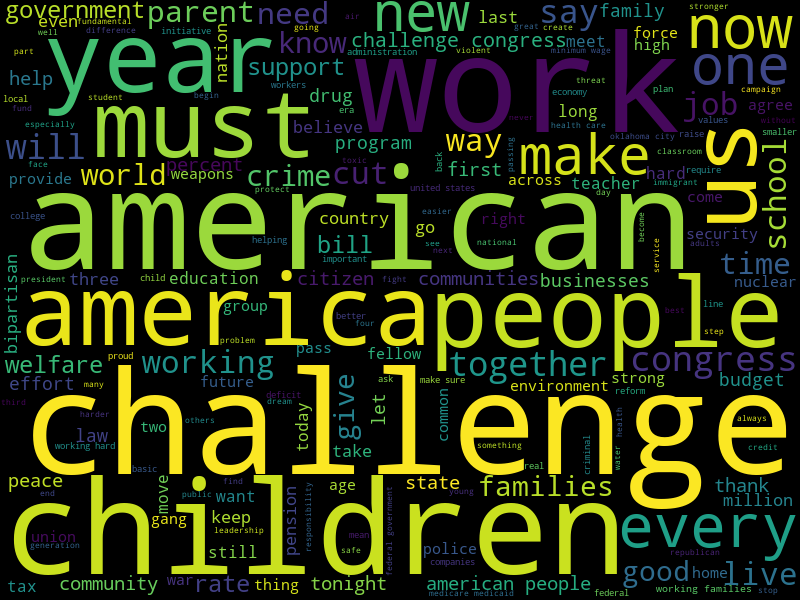 government
parent
need
new
last
say
family
air
great
create
stronger
even
fundamental
well
difference
initiative
going
part
year
nation
know
challenge congress
meet
force
high
now
work
help
support
administration
violent
minimum wage
one
local
student
workers
threat
economy
plan
campaign
fund
begin
drug
era
long
job
agree
values
without
must
especially
believe
never
health care
oklahoma city
raise
smaller
us
will
face
program
way
back
passing
make
classroom
require
school
world
percent
toxic
crime
cut
first
hard
immigrant
provide
weapons
protect
united states
across
teacher
day
come
college
american
country
easier
right
go
see
become
service
security
adults
helping
bill
important
next
national
time
bipartisan
president
three
child
education
citizen
fight
communities
businesses
nuclear
america
people
group
better
four
best
line
step
problem
proud
pass
fellow
welfare
working
together
congress
effort
many
future
deficit
ask
make sure
environment
strong
reform
budget
third
harder
dream
today
give
let
common
always
law
two
others
something
health
credit
working hard
basic
take
real
criminal
water
challenge
peace
move
find
age
state
families
thank
end
public
want
young
million
children
gang
keep
leadership
pension
responsibility
mean
federal government
every
union
generation
still
safe
police
companies
republican
tax
community
war
rate
thing
tonight
american people
medicare medicaid
federal
good
home
live
working families
stop